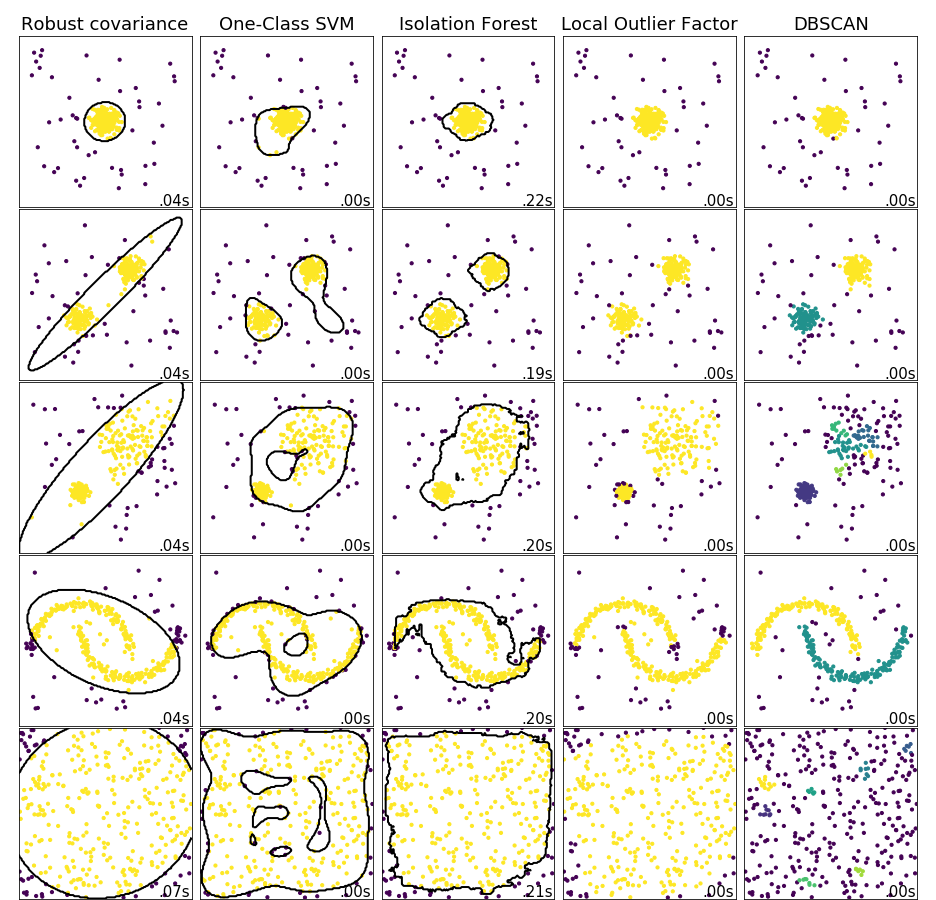 Robust covariance One-Class SVM Isolation Forest Local Outlier Factor DBSCAN
.04s .00s .22s .00s .00s
.04s .00s .19s .00s .00s
.04s .00s .20s .00s .00s
.04s .00s .20s .00s .00s
.07s .00s .21s .00s .00s